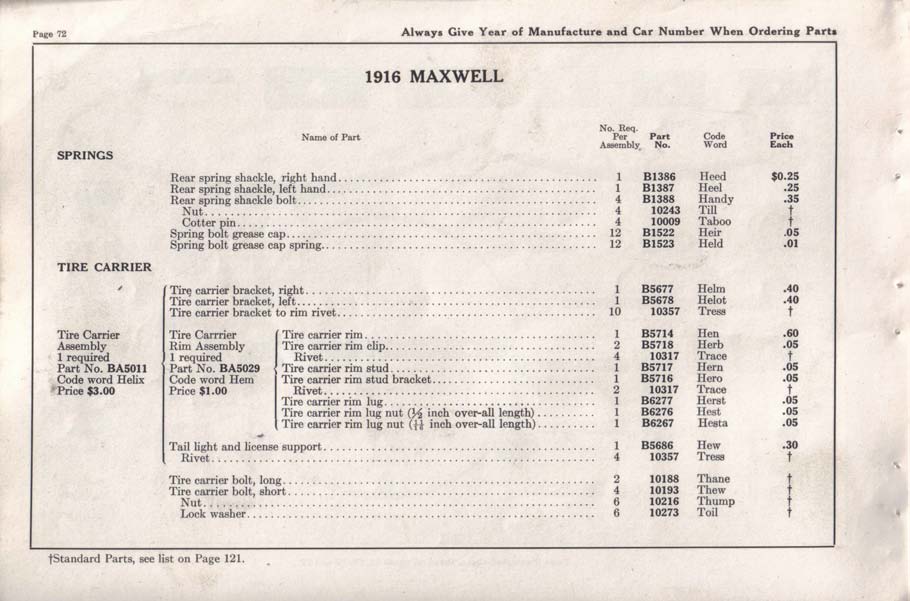 Page 72 Always Give Year of Manufacture and Car Number When Ordering Parts
1916 MAXWELL
Name of Part No. Req. Per Assembly Part No. Code Word Price Each
SPRINGS
Rear spring shackle, right hand 1 B1386 Heed $0.25
Rear spring shackle, left hand 1 B1387 Heel .25
Rear spring shackle bolt 4 B1388 Handy .35
Nut 4 10243 Till †
Cotter pin 4 10009 Taboo †
Spring bolt grease cap 12 B1522 Heir .05
Spring bolt grease cap spring 12 B1523 Held .01
TIRE CARRIER
Tire carrier bracket, right 1 B5677 Helm .40
Tire carrier bracket, left 1 B5678 Helot .40
Tire carrier bracket to rim rivet 10 10357 Tress †
Tire Carrier Tire Carrrier Tire carrier rim 1 B5714 Hen .60
Assembly Rim Assembly Tire carrier rim clip 2 B5718 Herb .05
1 required 1 required Rivet 4 10317 Trace †
Part No. BA5011 Part No. BA5029 Tire carrier rim stud 1 B5717 Hern .05
Code word Helix Code word Hem Tire carrier rim stud bracket 1 B5716 Hero .05
Price $3.00 Price $1.00 Rivet 2 10317 Trace †
Tire carrier rim lug 1 B6277 Herst .05
Tire carrier rim lug nut (½ inch over-all length) 1 B6276 Hest .05
Tire carrier rim lug nut (11/16 inch over-all length) 1 B6267 Hesta .05
Tail light and license support 1 B5686 Hew .30
Rivet 4 10357 Tress †
Tire carrier bolt, long 2 10188 Thane †
Tire carrier bolt, short 4 10193 Thew †
Nut 6 10216 Thump †
Lock washer 6 10273 Toil †
†Standard Parts, see list on Page 121.